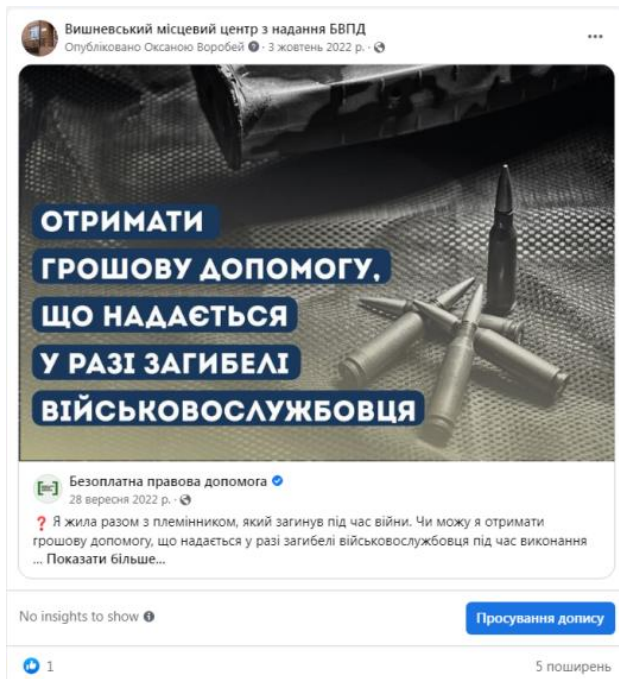 Вишневський місцевий центр з надання БВПД
Опубліковано Оксаною Воробей · 3 жовтень 2022 р. ·
ОТРИМАТИ
ГРОШОВУ ДОПОМОГУ,
ЩО НАДАЄТЬСЯ
У РАЗІ ЗАГИБЕЛІ
ВІЙСЬКОВОСЛУЖБОВЦЯ
Безоплатна правова допомога
28 вересня 2022 р. ·
❓ Я жила разом з племінником, який загинув під час війни. Чи можу я отримати
грошову допомогу, що надається у разі загибелі військовослужбовця під час виконання
... Показати більше...
No insights to show
Просування допису
1
5 поширень